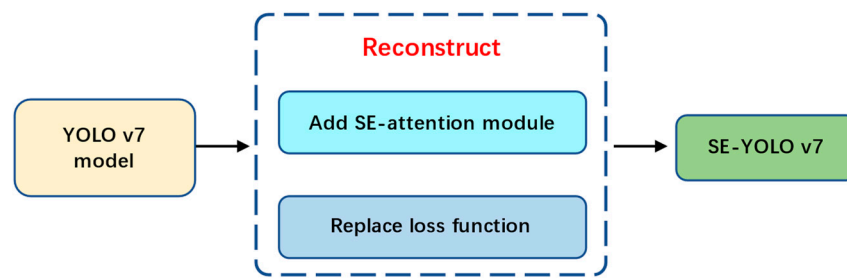 Reconstruct
YOLO v7
model
Add SE-attention module
SE-YOLO v7
Replace loss function